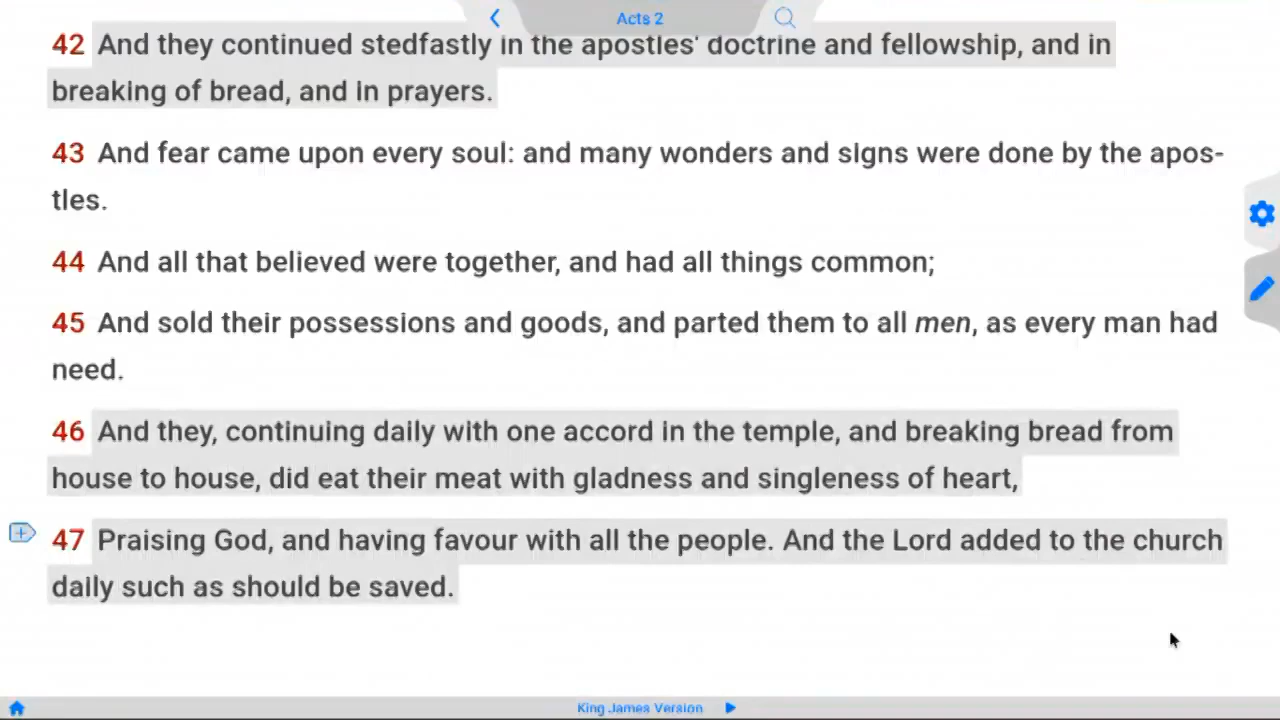 Acts 2
42 And they continued stedfastly in the apostles' doctrine and fellowship, and in
breaking of bread, and in prayers.
43 And fear came upon every soul: and many wonders and signs were done by the apos-
tles.
44 And all that believed were together, and had all things common;
45 And sold their possessions and goods, and parted them to all men, as every man had
need.
46 And they, continuing daily with one accord in the temple, and breaking bread from
house to house, did eat their meat with gladness and singleness of heart,
47 Praising God, and having favour with all the people. And the Lord added to the church
daily such as should be saved.
King James Version